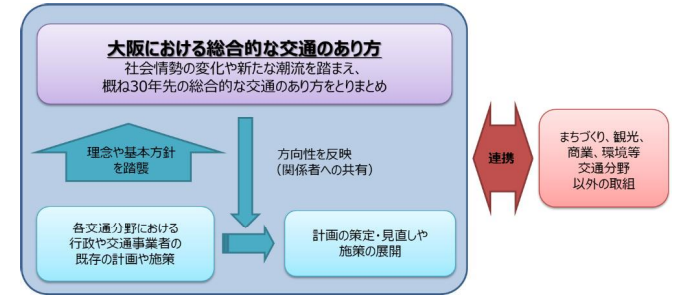 大阪における総合的な交通のあり方
社会情勢の変化や新たな潮流を踏まえ、
概ね30年先の総合的な交通のあり方をとりまとめ
理念や基本方針
を踏襲
方向性を反映
（関係者への共有）
連携
まちづくり、観光、
商業、環境等
交通分野
以外の取組
各交通分野における
行政や交通事業者の
既存の計画や施策
計画の策定・見直しや
施策の展開